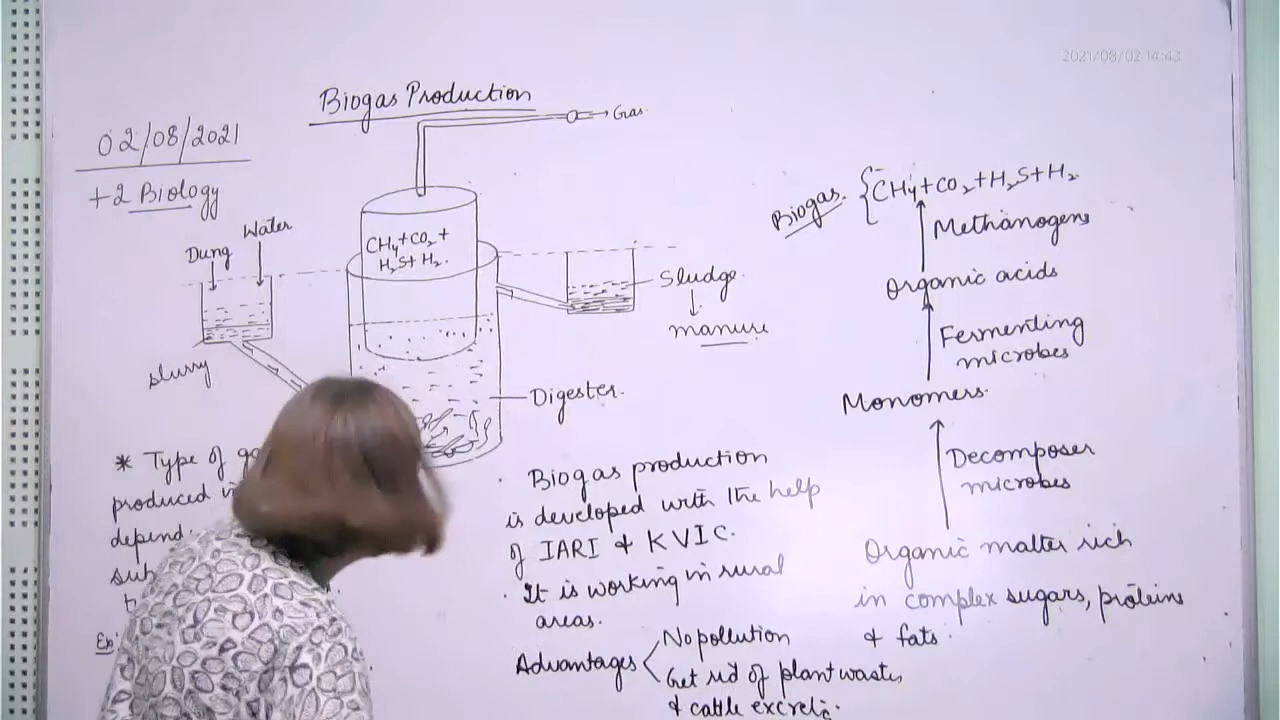 2021/08/02 14:43
Biogas Production
Gas
02/08/2021
+2 Biology
Dung
Water
Slurry
CH4+CO2+
H2S+H2.
Sludge.
manure
Digester.
* Type of
produced
depend
sub
Ex:
Biogas production
is developed with the help
of IARI & KVIC.
It is working in rural
areas.
Advantages
No pollution
Get rid of plant wastes
& cattle excreta.
Biogas. {CH4+CO2+H2S+H2
Methanogens
Organic acids
Fermenting
microbes
Monomers.
Decomposer
microbes
Organic matter rich
in complex sugars, proteins
& fats.